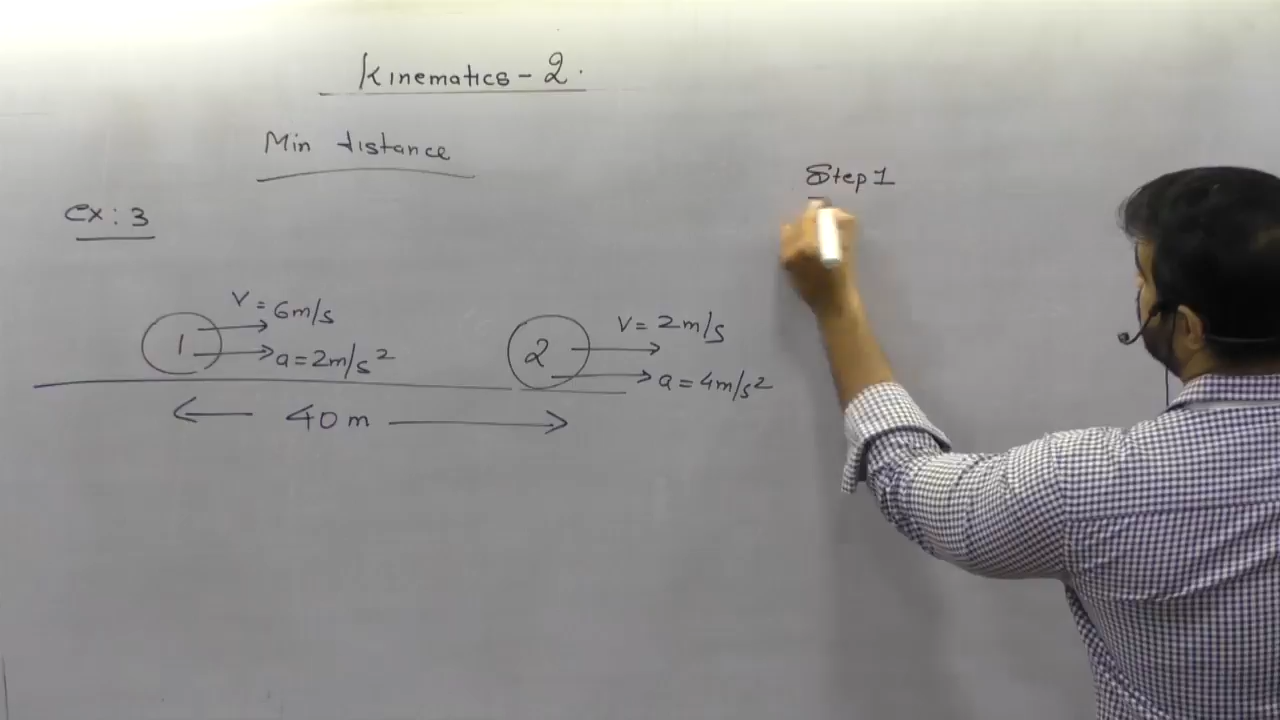 Kinematics - 2.
Min distance
Ex: 3
Step 1
1
v = 6m/s
a = 2m/s²
2
v = 2m/s
a = 4m/s²
40 m